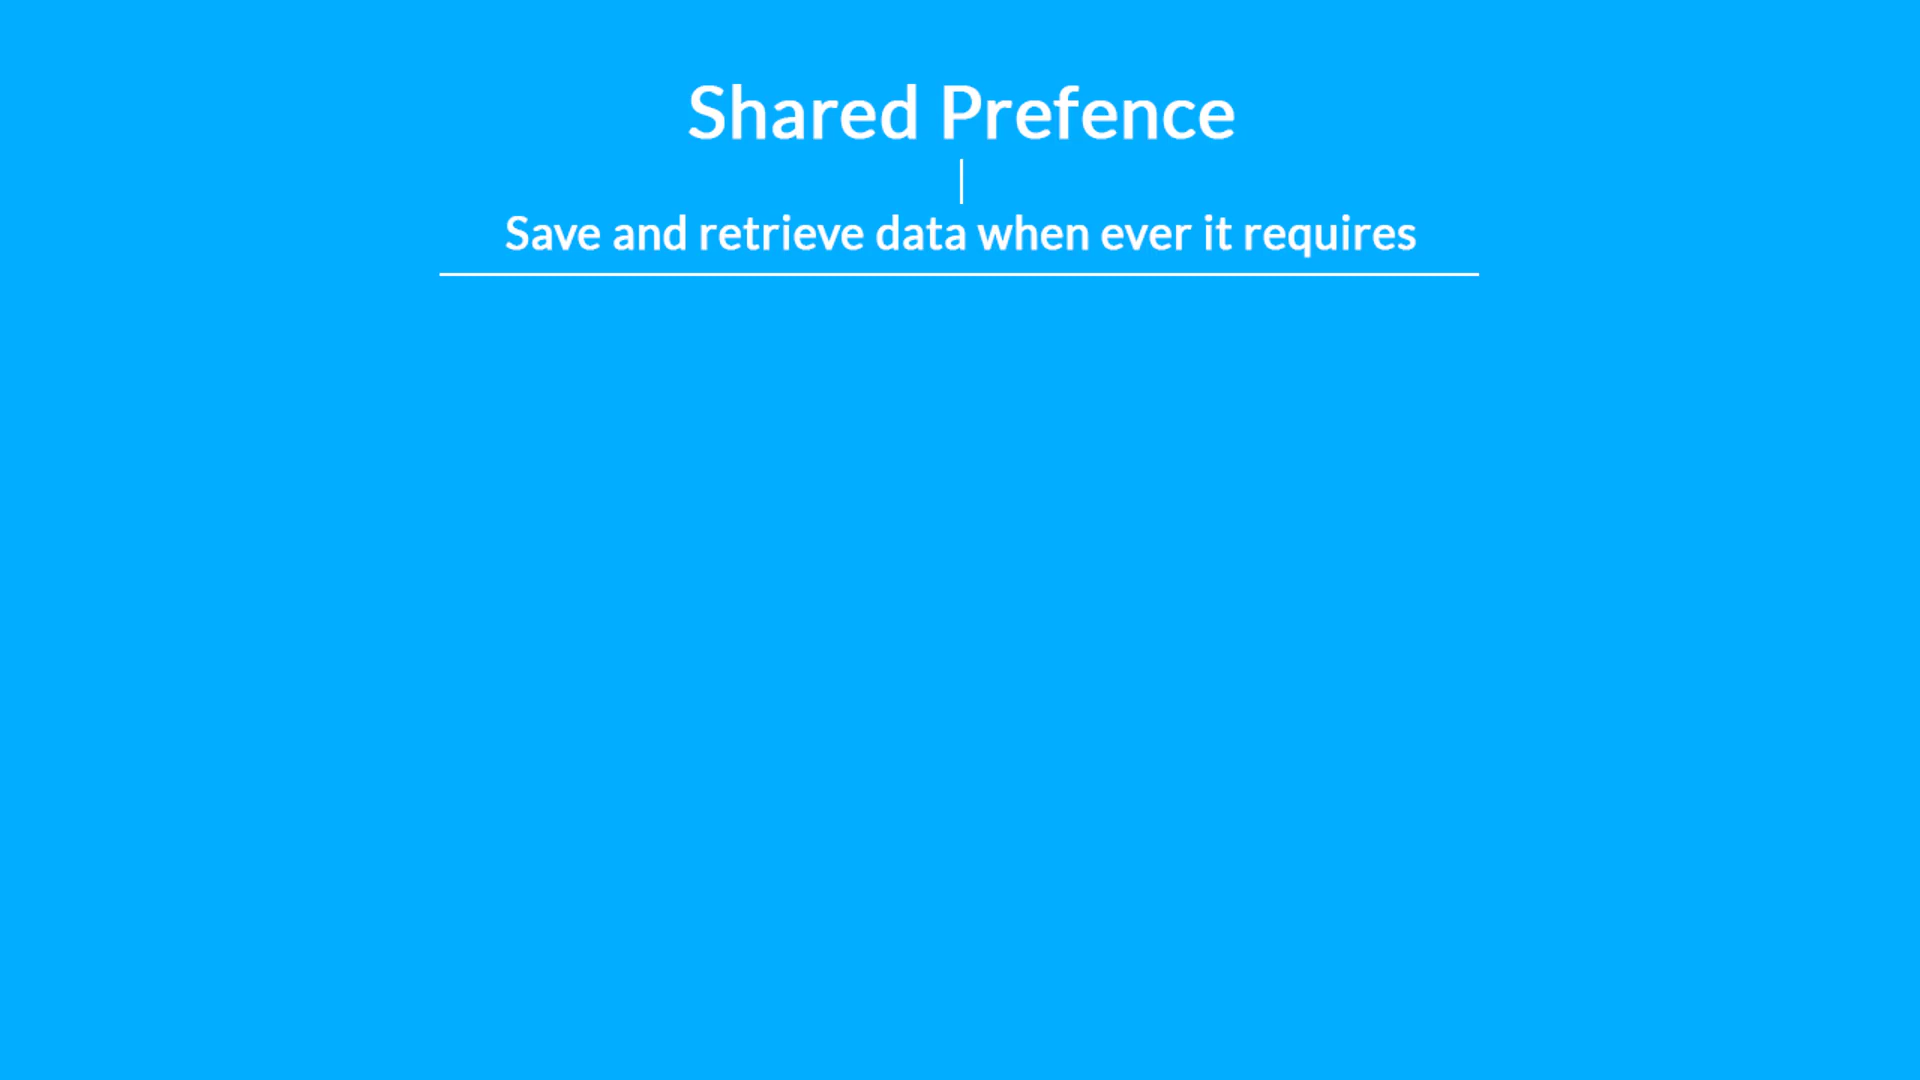 Shared Prefence
Save and retrieve data when ever it requires